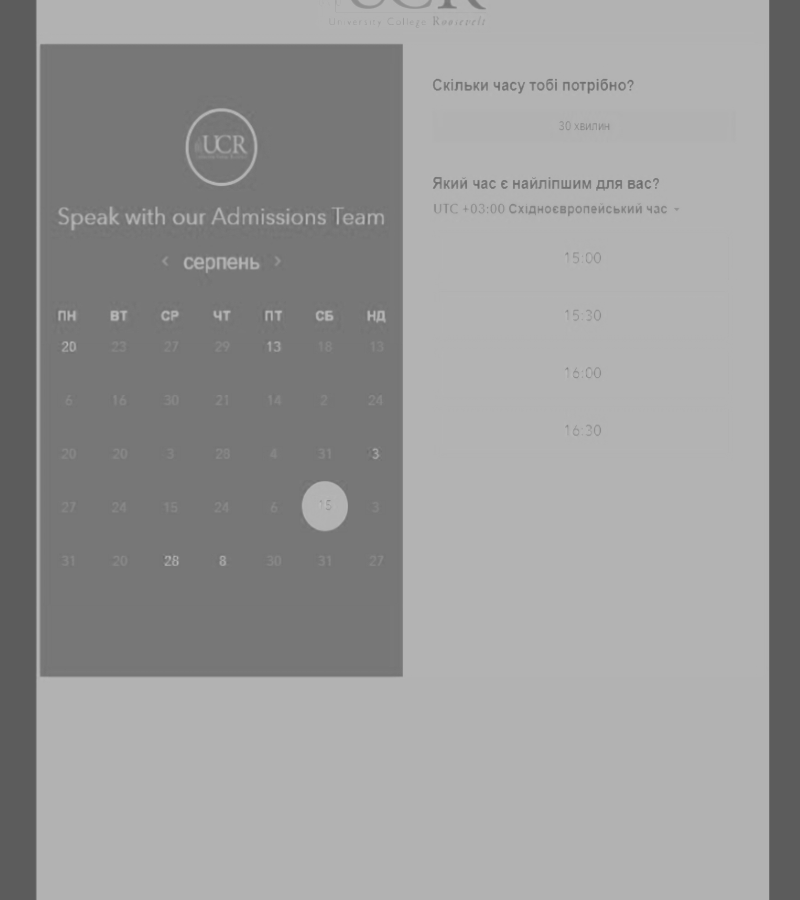 UCR
University College Roosevelt
UCR
Speak with our Admissions Team
‹ серпень ›
ПН ВТ СР ЧТ ПТ СБ НД
20 23 27 29 13 18 13
6 16 30 21 14 2 24
20 20 3 28 4 31 3
27 24 15 24 6 15 3
31 20 28 8 30 31 27
Скільки часу тобі потрібно?
30 хвилин
Який час є найліпшим для вас?
UTC +03:00 Східноєвропейський час
15:00
15:30
16:00
16:30